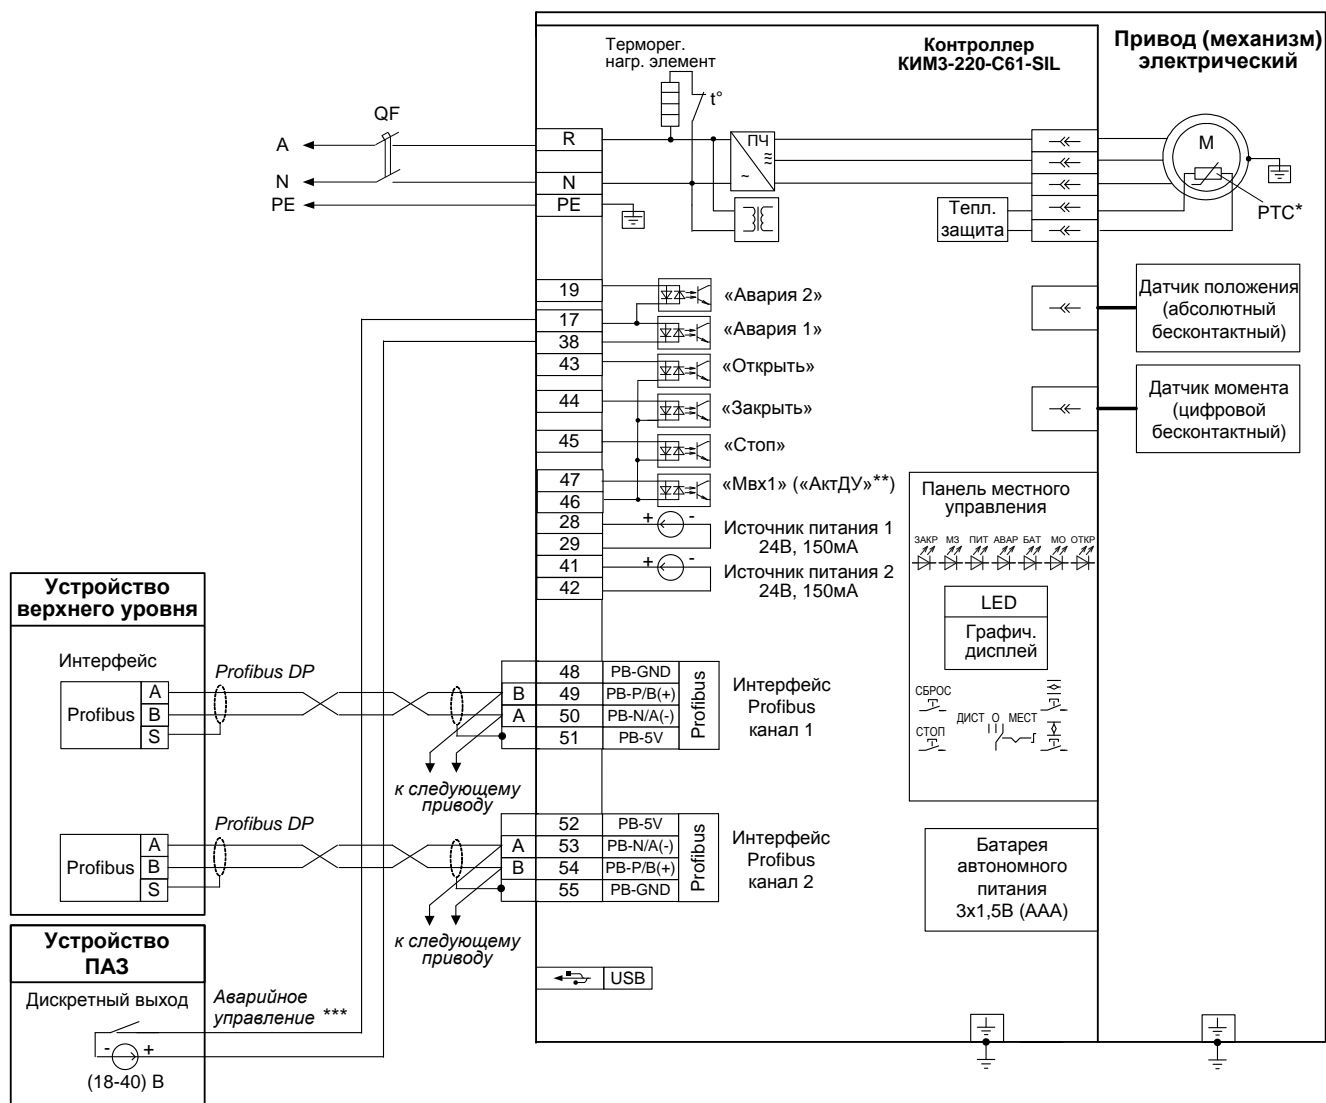 Терморег.
нагр. элемент
t°
Контроллер
КИМ3-220-С61-SIL
Привод (механизм)
электрический
QF
A
N
PE
R
N
PE
ПЧ
≈
~
M
PTC*
Тепл.
защита
19
17
38
43
44
45
47
46
28
29
41
42
«Авария 2»
«Авария 1»
«Открыть»
«Закрыть»
«Стоп»
«Мвх1» («АктДУ»**)
+ -
Источник питания 1
24В, 150мА
+ -
Источник питания 2
24В, 150мА
Датчик положения
(абсолютный
бесконтактный)
Датчик момента
(цифровой
бесконтактный)
Панель местного
управления
ЗАКР МЗ ПИТ АВАР БАТ МО ОТКР
LED
Графич.
дисплей
СБРОС
СТОП
ДИСТ О МЕСТ
Батарея
автономного
питания
3х1,5В (ААА)
Устройство
верхнего уровня
Интерфейс
Profibus
A
B
S
Profibus DP
48 PB-GND
B 49 PB-P/B(+)
A 50 PB-N/A(-)
51 PB-5V
Profibus
Интерфейс
Profibus
канал 1
к следующему
приводу
Profibus
A
B
S
Profibus DP
52 PB-5V
A 53 PB-N/A(-)
B 54 PB-P/B(+)
55 PB-GND
Profibus
Интерфейс
Profibus
канал 2
к следующему
приводу
USB
Устройство
ПАЗ
Дискретный выход
- +
(18-40) В
Аварийное
управление ***